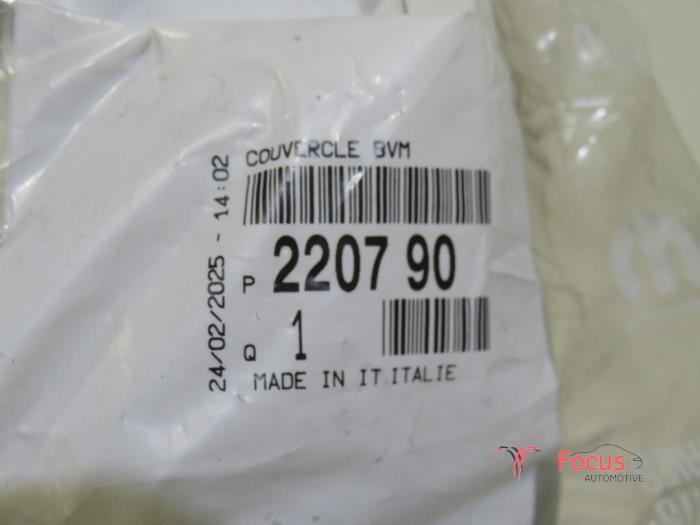 COUVERCLE BVM
24/02/2025 - 14:02
P 2207 90
Q 1
MADE IN IT ITALIE
Focus
AUTOMOTIVE